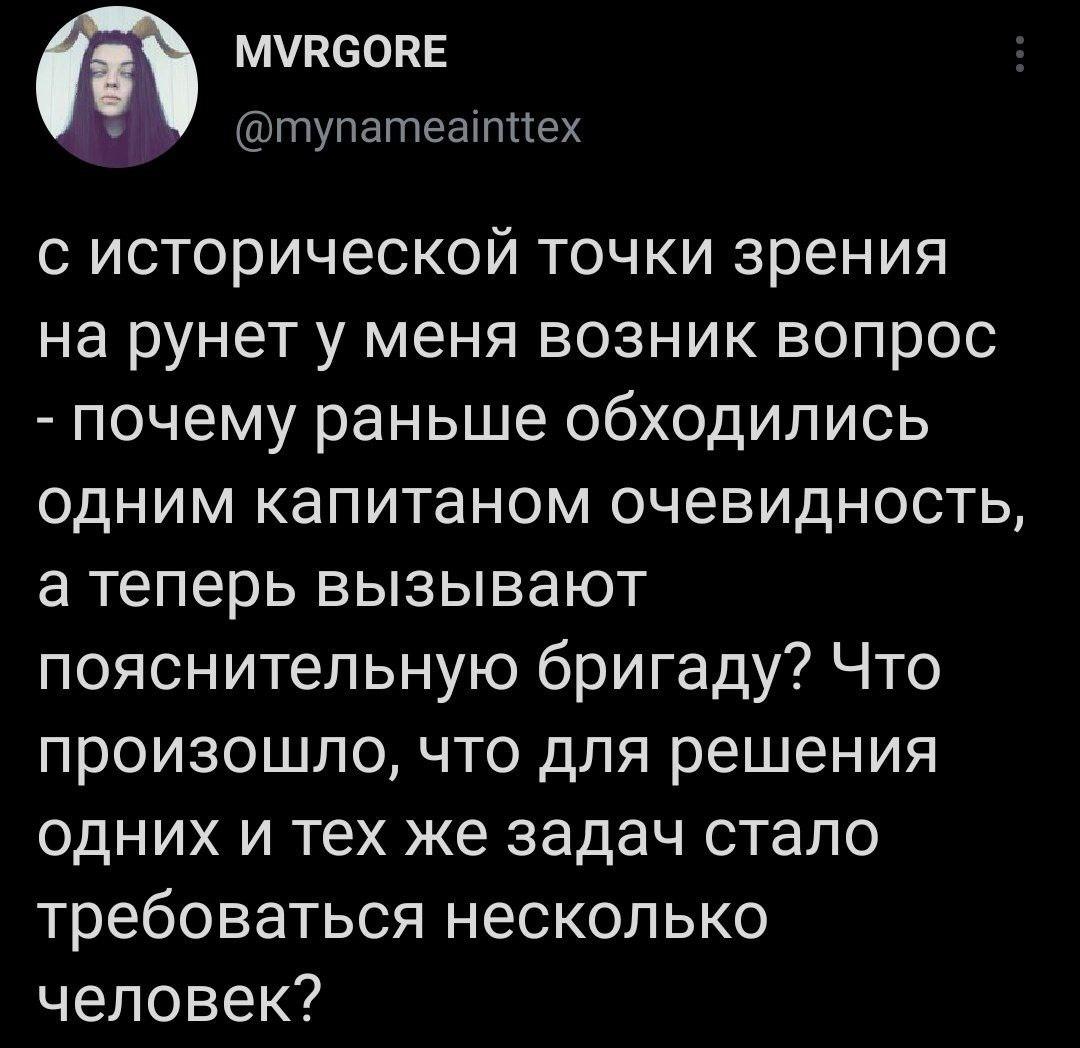 MVRGORE
@mynameainttex
с исторической точки зрения
на рунет у меня возник вопрос
- почему раньше обходились
одним капитаном очевидность,
а теперь вызывают
пояснительную бригаду? Что
произошло, что для решения
одних и тех же задач стало
требоваться несколько
человек?